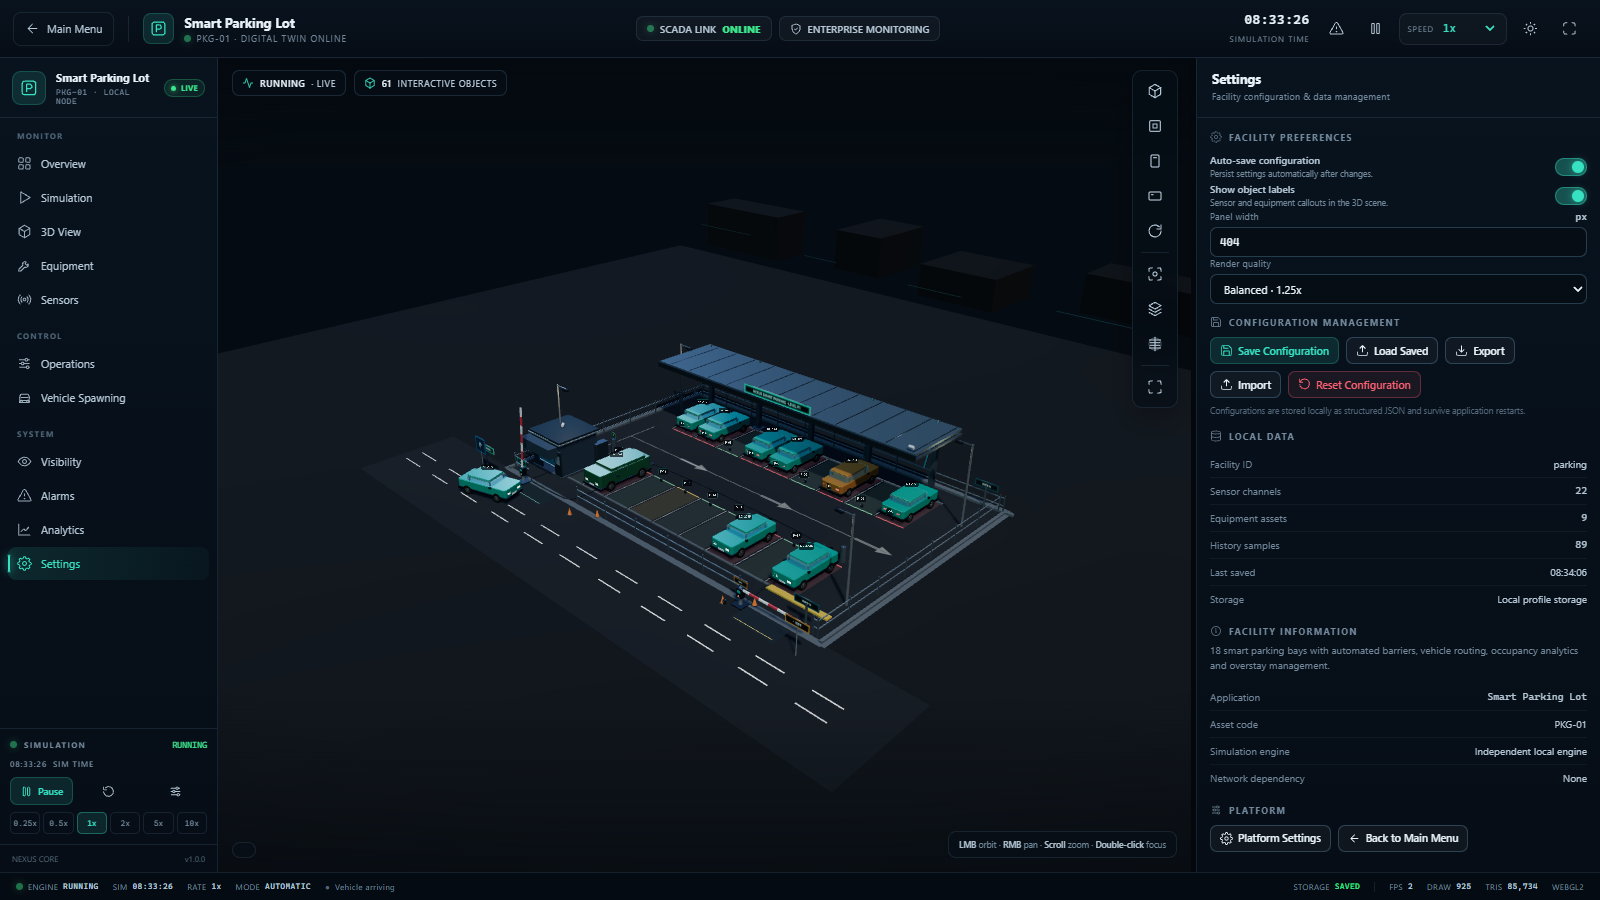 Main Menu
Smart Parking Lot
PKG-01 · DIGITAL TWIN ONLINE
SCADA LINK ONLINE
ENTERPRISE MONITORING
08:33:26
SIMULATION TIME
SPEED 1x
Smart Parking Lot
PKG-01 · LOCAL
NODE
LIVE
MONITOR
Overview
Simulation
3D View
Equipment
Sensors
CONTROL
Operations
Vehicle Spawning
SYSTEM
Visibility
Alarms
Analytics
Settings
SIMULATION RUNNING
08:33:26 SIM TIME
Pause
0.25x 0.5x 1x 2x 5x 10x
NEXUS CORE v1.0.0
RUNNING - LIVE
61 INTERACTIVE OBJECTS
LMB orbit · RMB pan · Scroll zoom · Double-click focus
Settings
Facility configuration & data management
FACILITY PREFERENCES
Auto-save configuration
Persist settings automatically after changes.
Show object labels
Sensor and equipment callouts in the 3D scene.
Panel width px
404
Render quality
Balanced · 1.25x
CONFIGURATION MANAGEMENT
Save Configuration
Load Saved
Export
Import
Reset Configuration
Configurations are stored locally as structured JSON and survive application restarts.
LOCAL DATA
Facility ID parking
Sensor channels 22
Equipment assets 9
History samples 89
Last saved 08:34:06
Storage Local profile storage
FACILITY INFORMATION
18 smart parking bays with automated barriers, vehicle routing, occupancy analytics
and overstay management.
Application Smart Parking Lot
Asset code PKG-01
Simulation engine Independent local engine
Network dependency None
PLATFORM
Platform Settings
Back to Main Menu
ENGINE RUNNING SIM 08:33:26 RATE 1x MODE AUTOMATIC • Vehicle arriving
STORAGE SAVED FPS 2 DRAW 925 TRIS 85,734 WEBGL2